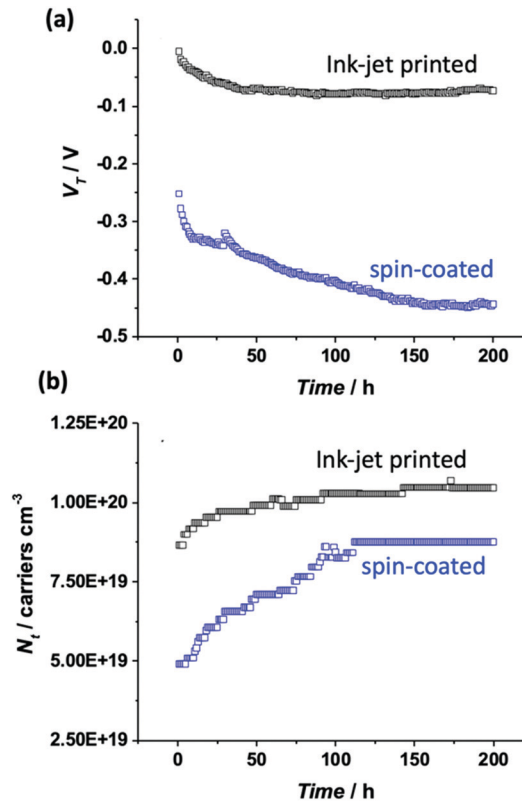 (a)
0.0
Ink-jet printed
-0.1
-0.2
V_T / V
-0.3
spin-coated
-0.4
-0.5
0 50 100 150 200
Time / h
(b)
1.25E+20
Ink-jet printed
1.00E+20
N_t / carriers cm⁻³
7.50E+19
spin-coated
5.00E+19
2.50E+19
0 50 100 150 200
Time / h